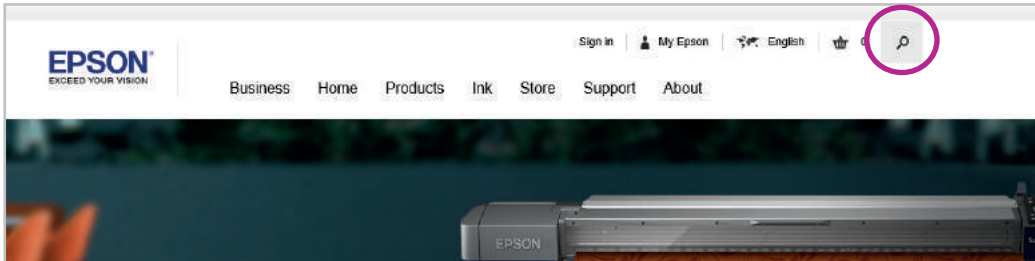 Sign in My Epson English
EPSON
EXCEED YOUR VISION
Business Home Products Ink Store Support About
EPSON